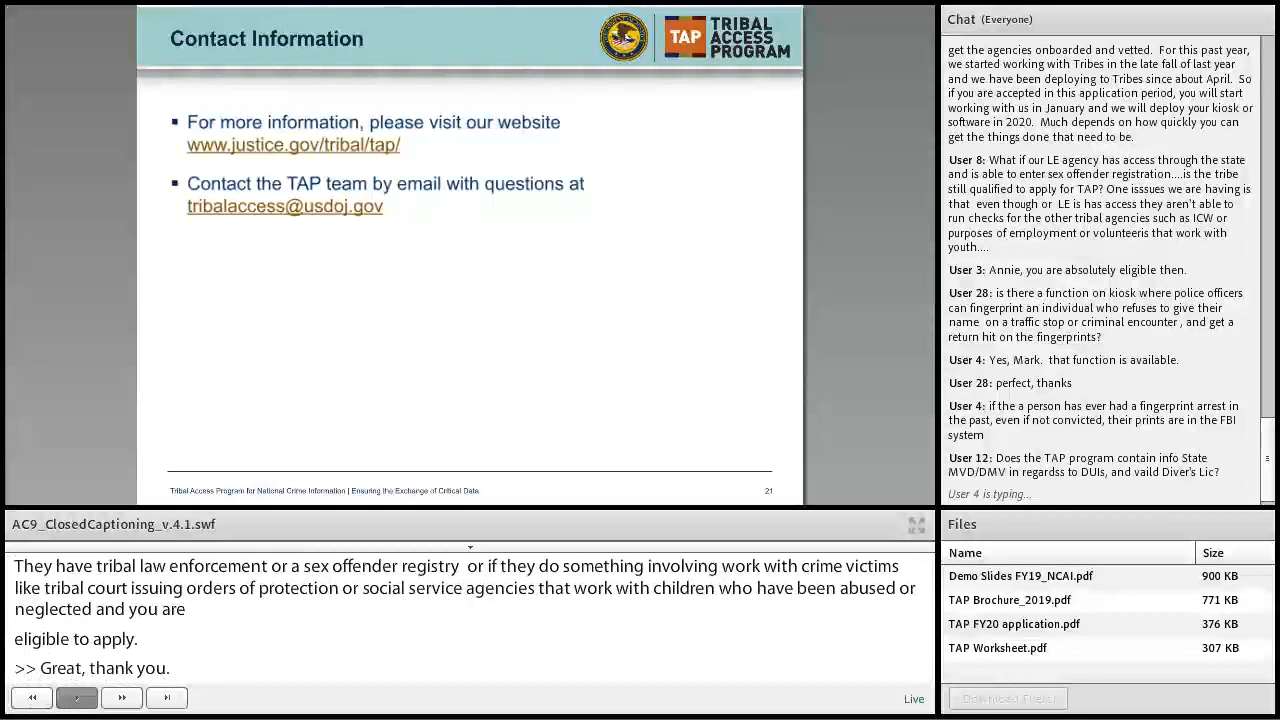 Contact Information
TAP
TRIBAL
ACCESS
PROGRAM
▪ For more information, please visit our website
www.justice.gov/tribal/tap/
▪ Contact the TAP team by email with questions at
tribalaccess@usdoj.gov
Tribal Access Program for National Crime Information | Ensuring the Exchange of Critical Data
21
Chat (Everyone)
get the agencies onboarded and vetted. For this past year,
we started working with Tribes in the late fall of last year
and we have been deploying to Tribes since about April. So
if you are accepted in this application period, you will start
working with us in January and we will deploy your kiosk or
software in 2020. Much depends on how quickly you can
get the things done that need to be.
User 8: What if our LE agency has access through the state
and is able to enter sex offender registration....is the tribe
still qualified to apply for TAP? One isssues we are having is
that even though or LE is has access they aren't able to
run checks for the other tribal agencies such as ICW or
purposes of employment or volunteeris that work with
youth....
User 3: Annie, you are absolutely eligible then.
User 28: is there a function on kiosk where police officers
can fingerprint an individual who refuses to give their
name on a traffic stop or criminal encounter , and get a
return hit on the fingerprints?
User 4: Yes, Mark. that function is available.
User 28: perfect, thanks
User 4: if the a person has ever had a fingerprint arrest in
the past, even if not convicted, their prints are in the FBI
system
User 12: Does the TAP program contain info State
MVD/DMV in regardss to DUIs, and vaild Diver's Lic?
User 4 is typing...
AC9_ClosedCaptioning_v.4.1.swf
They have tribal law enforcement or a sex offender registry or if they do something involving work with crime victims
like tribal court issuing orders of protection or social service agencies that work with children who have been abused or
neglected and you are
eligible to apply.
>> Great, thank you.
Live
Files
Name Size
Demo Slides FY19_NCAI.pdf 900 KB
TAP Brochure_2019.pdf 771 KB
TAP FY20 application.pdf 376 KB
TAP Worksheet.pdf 307 KB
Download File(s)